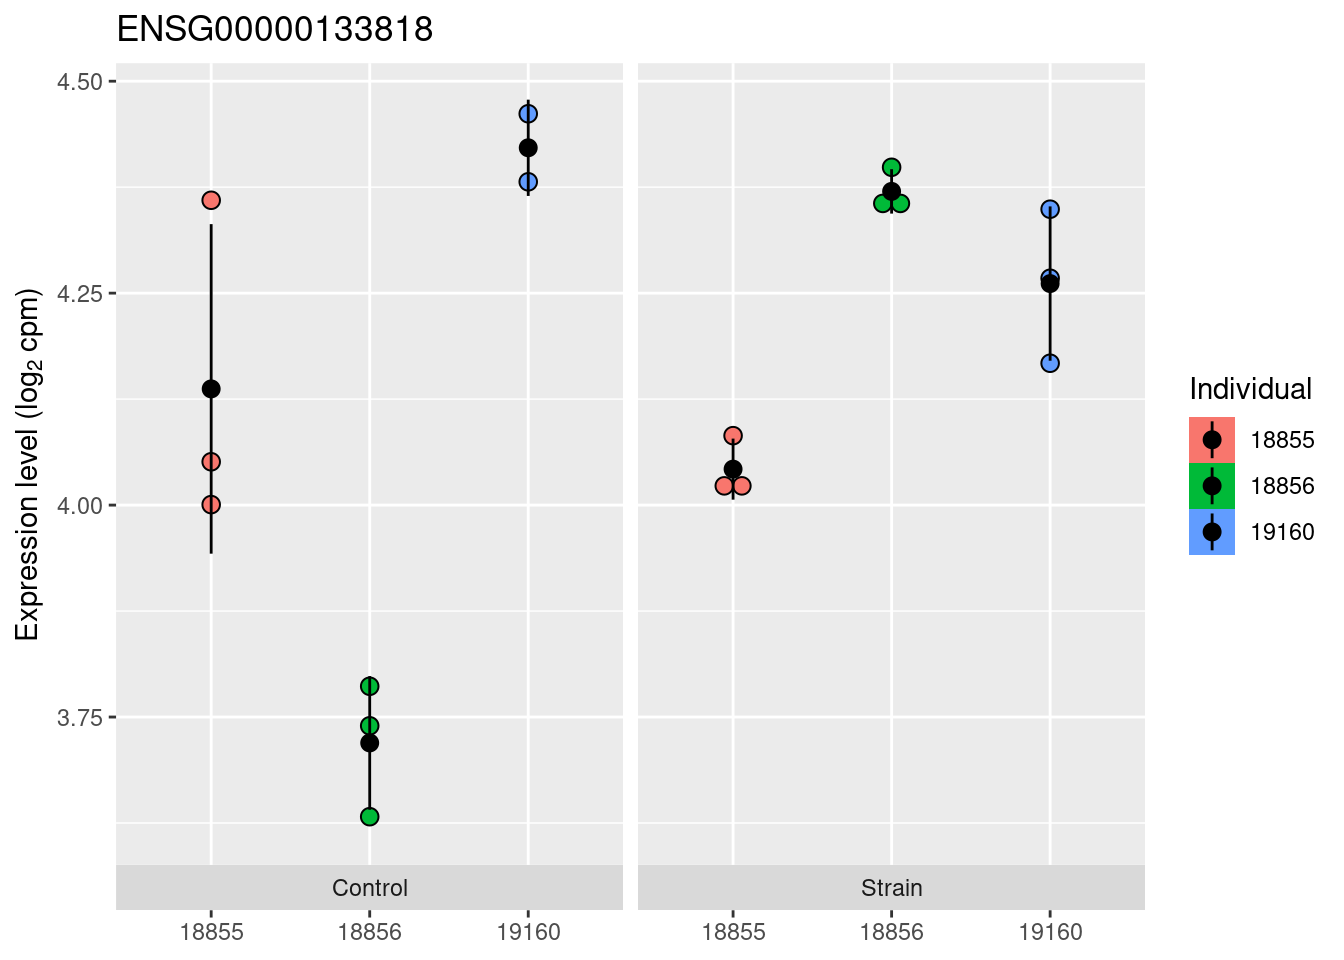 ENSG00000133818
Expression level (log₂ cpm)
4.50
4.25
4.00
3.75
Control
Strain
18855
18856
19160
18855
18856
19160
Individual
18855
18856
19160